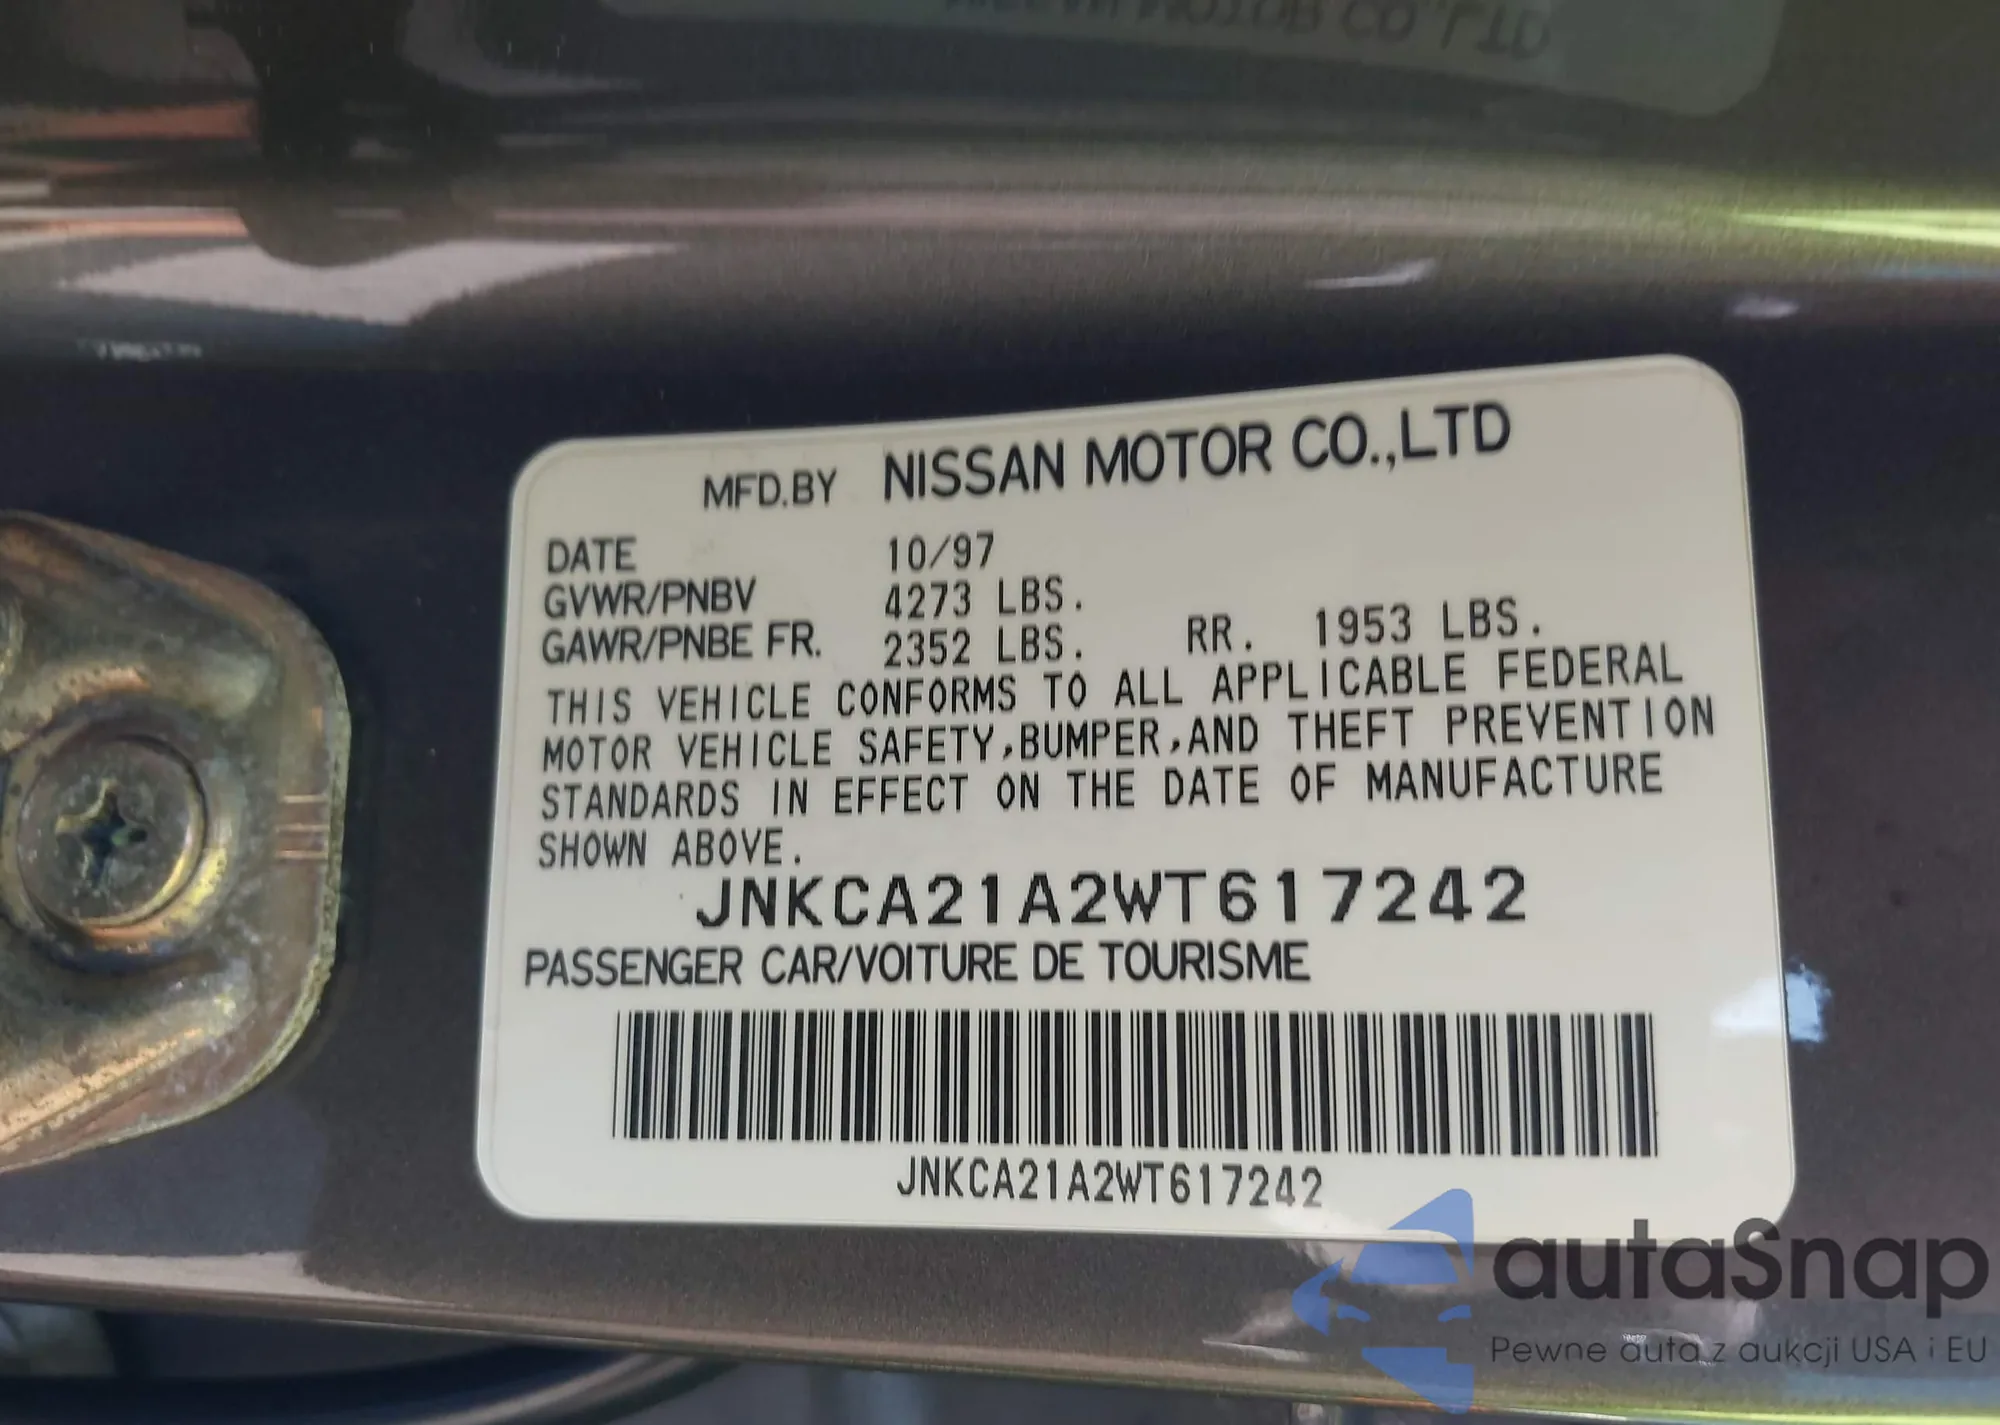 MFD.BY NISSAN MOTOR CO.,LTD
DATE 10/97
GVWR/PNBV 4273 LBS.
GAWR/PNBE FR. 2352 LBS. RR. 1953 LBS.
THIS VEHICLE CONFORMS TO ALL APPLICABLE FEDERAL
MOTOR VEHICLE SAFETY,BUMPER,AND THEFT PREVENTION
STANDARDS IN EFFECT ON THE DATE OF MANUFACTURE
SHOWN ABOVE.
JNKCA21A2WT617242
PASSENGER CAR/VOITURE DE TOURISME
JNKCA21A2WT617242
autaSnap
Pewne auta z aukcji USA i EU